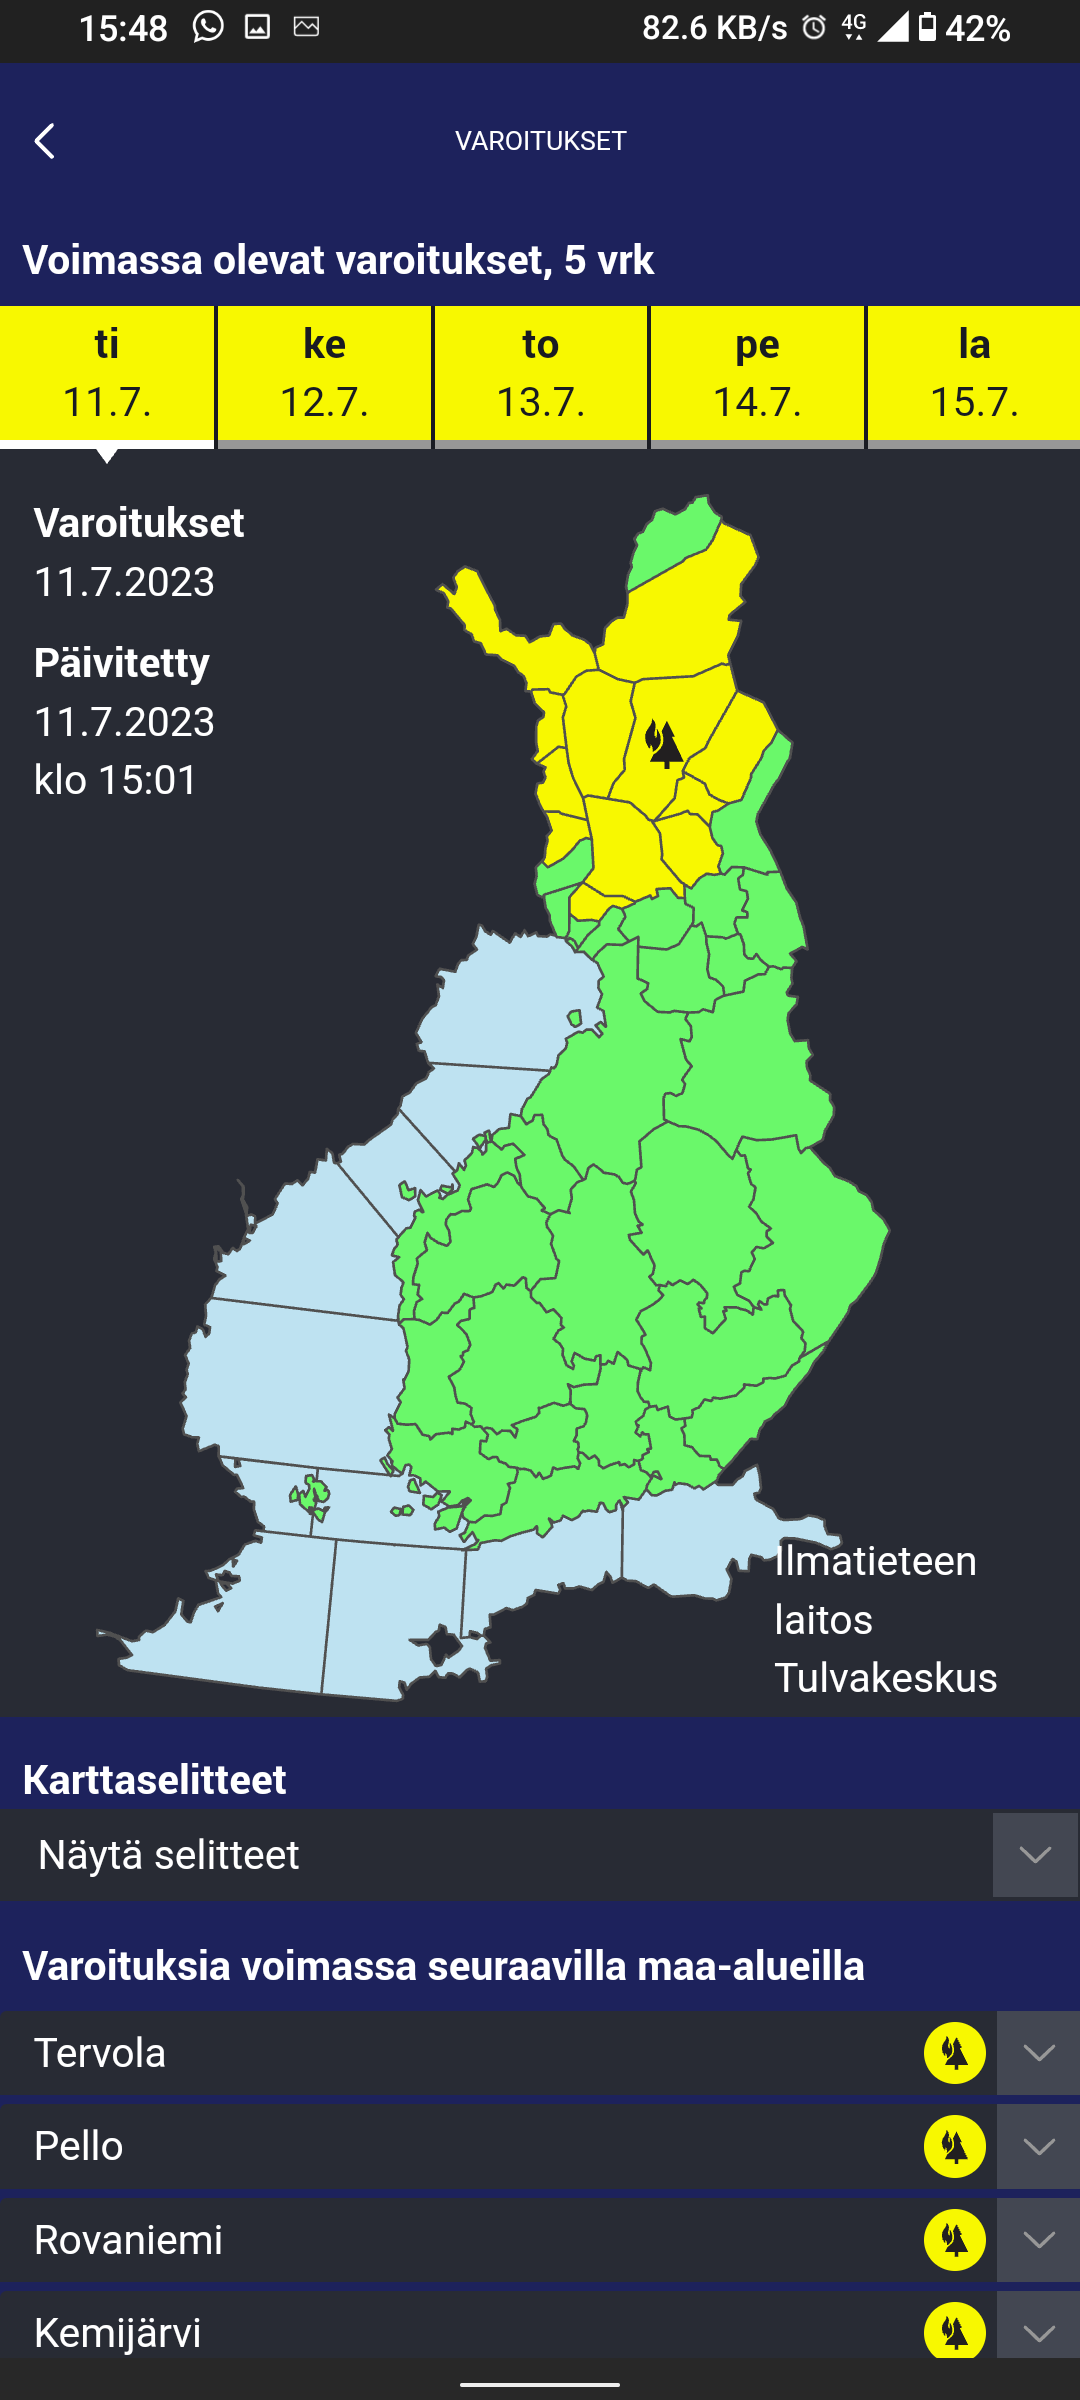 15:48 82.6 KB/s 4G 42%
VAROITUKSET
Voimassa olevat varoitukset, 5 vrk
ti ke to pe la
11.7. 12.7. 13.7. 14.7. 15.7.
Varoitukset
11.7.2023
Päivitetty
11.7.2023
klo 15:01
Ilmatieteen
laitos
Tulvakeskus
Karttaselitteet
Näytä selitteet
Varoituksia voimassa seuraavilla maa-alueilla
Tervola
Pello
Rovaniemi
Kemijärvi